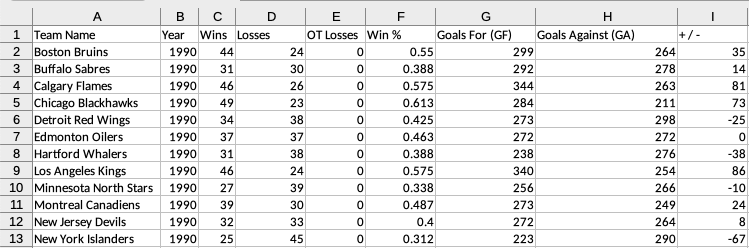 A B C D E F G H I
1 Team Name Year Wins Losses OT Losses Win % Goals For (GF) Goals Against (GA) + / -
2 Boston Bruins 1990 44 24 0 0.55 299 264 35
3 Buffalo Sabres 1990 31 30 0 0.388 292 278 14
4 Calgary Flames 1990 46 26 0 0.575 344 263 81
5 Chicago Blackhawks 1990 49 23 0 0.613 284 211 73
6 Detroit Red Wings 1990 34 38 0 0.425 273 298 -25
7 Edmonton Oilers 1990 37 37 0 0.463 272 272 0
8 Hartford Whalers 1990 31 38 0 0.388 238 276 -38
9 Los Angeles Kings 1990 46 24 0 0.575 340 254 86
10 Minnesota North Stars 1990 27 39 0 0.338 256 266 -10
11 Montreal Canadiens 1990 39 30 0 0.487 273 249 24
12 New Jersey Devils 1990 32 33 0 0.4 272 264 8
13 New York Islanders 1990 25 45 0 0.312 223 290 -67